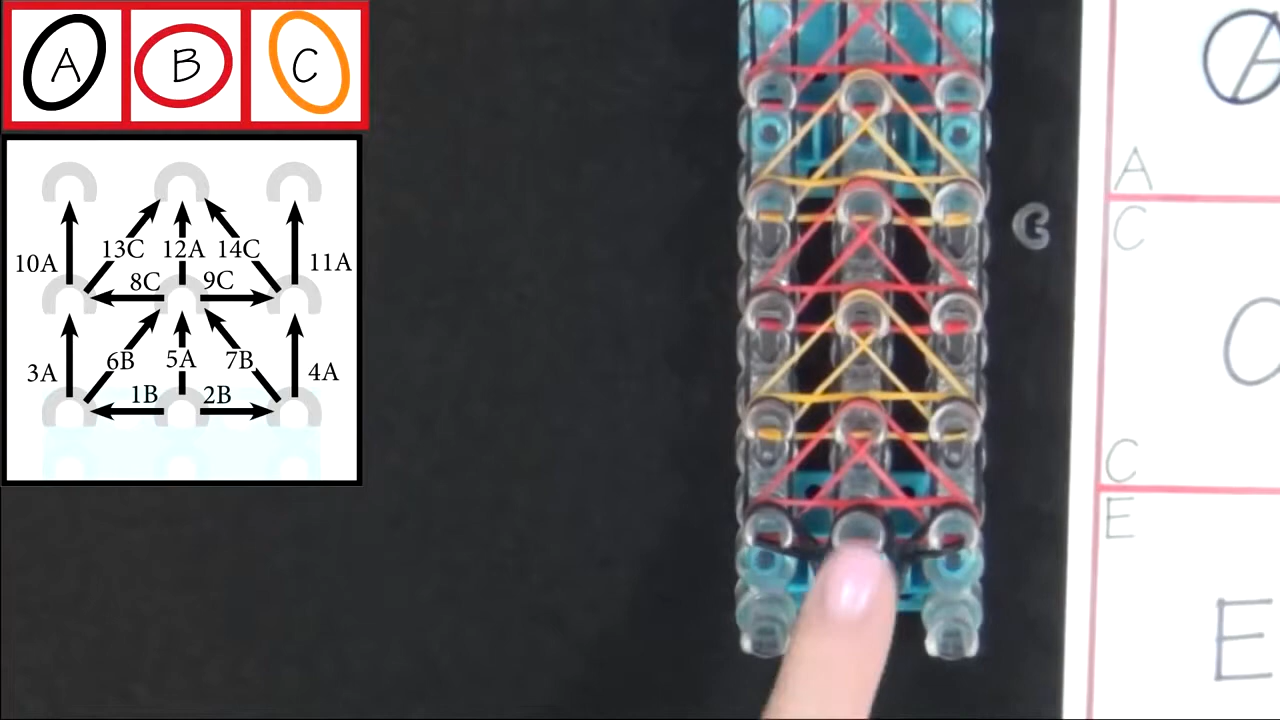 A B C
10A 13C 12A 14C 11A
8C 9C
3A 6B 5A 7B 4A
1B 2B
A
C
C
E
E